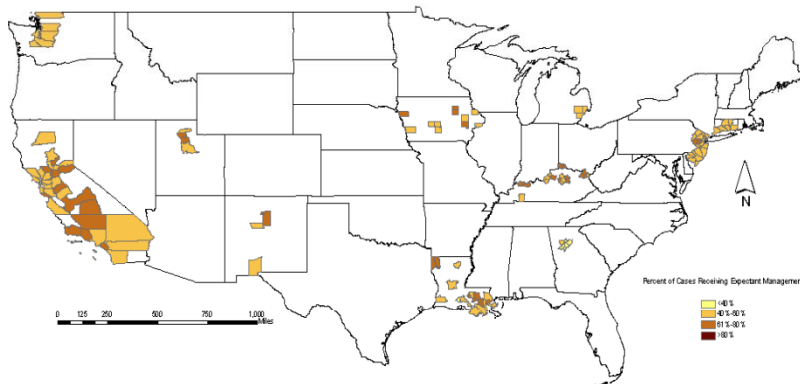 N
Percent of Cases Receiving Expectant Management
<40%
40%-60%
61%-80%
>80%
0 125 250 500 750 1,000
Miles